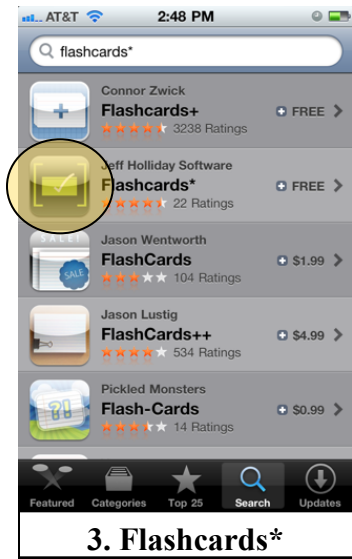 AT&T 2:48 PM
flashcards*
Connor Zwick
Flashcards+
3238 Ratings
FREE
Jeff Holliday Software
Flashcards*
22 Ratings
FREE
SALE!
SALE
Jason Wentworth
FlashCards
104 Ratings
$1.99
Jason Lustig
FlashCards++
534 Ratings
$4.99
?!
Pickled Monsters
Flash-Cards
14 Ratings
$0.99
Featured Categories Top 25 Search Updates
3. Flashcards*